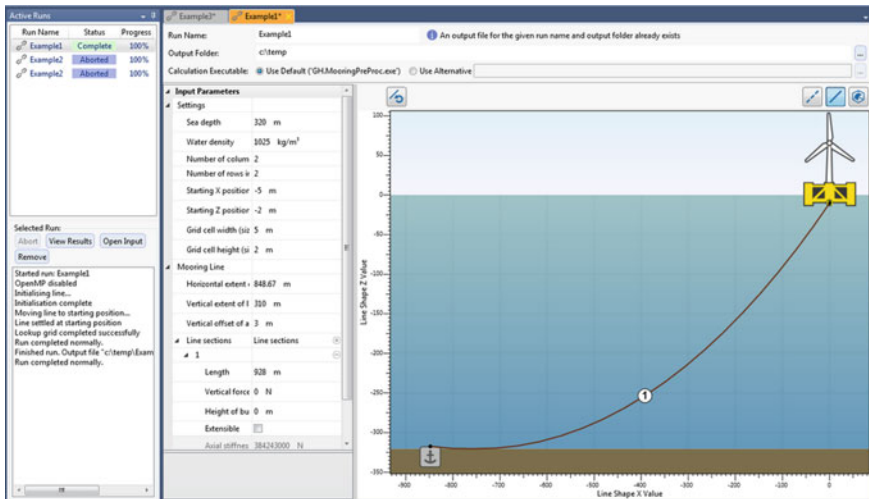 Active Runs
Run Name Status Progress
Example1 Complete 100%
Example2 Aborted 100%
Example2 Aborted 100%
Selected Run:
Abort View Results Open Input
Remove
Started run: Example1
OpenMP disabled
Initialising line...
Initialisation complete
Moving line to starting position...
Line settled at starting position
Lookup grid completed successfully
Run completed normally.
Finished run. Output file "c:\temp\Exam
Run completed normally.
Example2* Example1*
Run Name: Example1 An output file for the given run name and output folder already exists
Output Folder: c:\temp
Calculation Executable: Use Default ('GH.MooringPreProc.exe') Use Alternative
Input Parameters
Settings
Sea depth 320 m
Water density 1025 kg/m³
Number of colum 2
Number of rows i 2
Starting X position -5 m
Starting Z position -2 m
Grid cell width (siz 5 m
Grid cell height (si 2 m
Mooring Line
Horizontal extent 848.67 m
Vertical extent of l 310 m
Vertical offset of a 3 m
Line sections Line sections
1
Length 928 m
Vertical force 0 N
Height of bu 0 m
Extensible
Axial stiffnes 384243000 N
Line Shape Z Value
100
50
0
-50
-100
-150
-200
-250
-300
-350
1
-900 -800 -700 -600 -500 -400 -300 -200 -100 0
Line Shape X Value